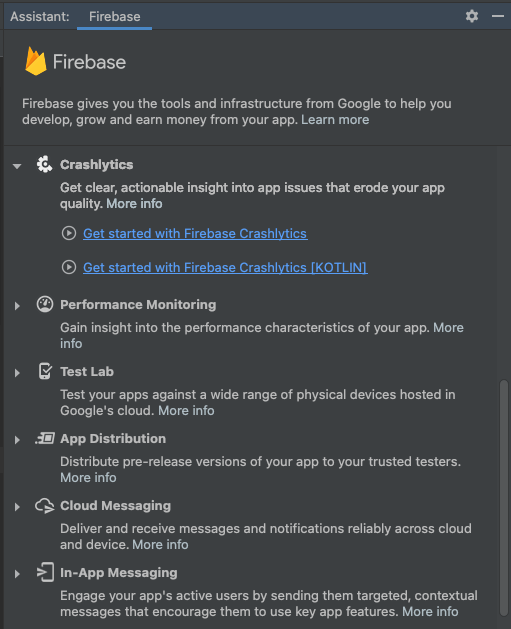 Assistant: Firebase
Firebase
Firebase gives you the tools and infrastructure from Google to help you
develop, grow and earn money from your app. Learn more
Crashlytics
Get clear, actionable insight into app issues that erode your app
quality. More info
Get started with Firebase Crashlytics
Get started with Firebase Crashlytics [KOTLIN]
Performance Monitoring
Gain insight into the performance characteristics of your app. More
info
Test Lab
Test your apps against a wide range of physical devices hosted in
Google's cloud. More info
App Distribution
Distribute pre-release versions of your app to your trusted testers.
More info
Cloud Messaging
Deliver and receive messages and notifications reliably across cloud
and device. More info
In-App Messaging
Engage your app's active users by sending them targeted, contextual
messages that encourage them to use key app features. More info